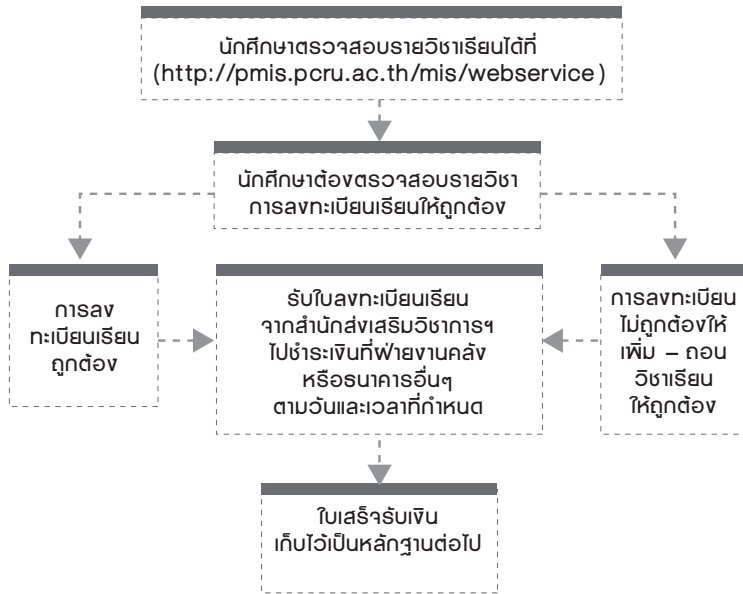 นักศึกษาตรวจสอบรายวิชาเรียนได้ที่
(http://pmis.pcru.ac.th/mis/webservice)
นักศึกษาต้องตรวจสอบรายวิชา
การลงทะเบียนเรียนให้ถูกต้อง
การลง
ทะเบียนเรียน
ถูกต้อง
รับใบลงทะเบียนเรียน
จากสำนักส่งเสริมวิชาการฯ
ไปชำระเงินที่ฝ่ายงานคลัง
หรือธนาคารอื่นๆ
ตามวันและเวลาที่กำหนด
การลงทะเบียน
ไม่ถูกต้องให้
เพิ่ม – ถอน
วิชาเรียน
ให้ถูกต้อง
ใบเสร็จรับเงิน
เก็บไว้เป็นหลักฐานต่อไป